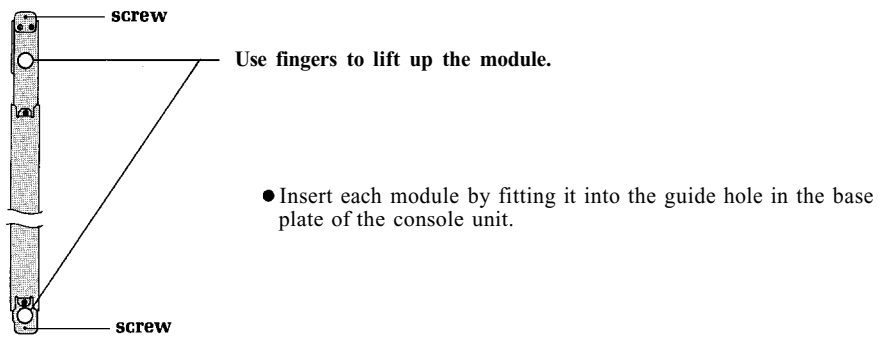 screw
Use fingers to lift up the module.
● Insert each module by fitting it into the guide hole in the base
plate of the console unit.
screw